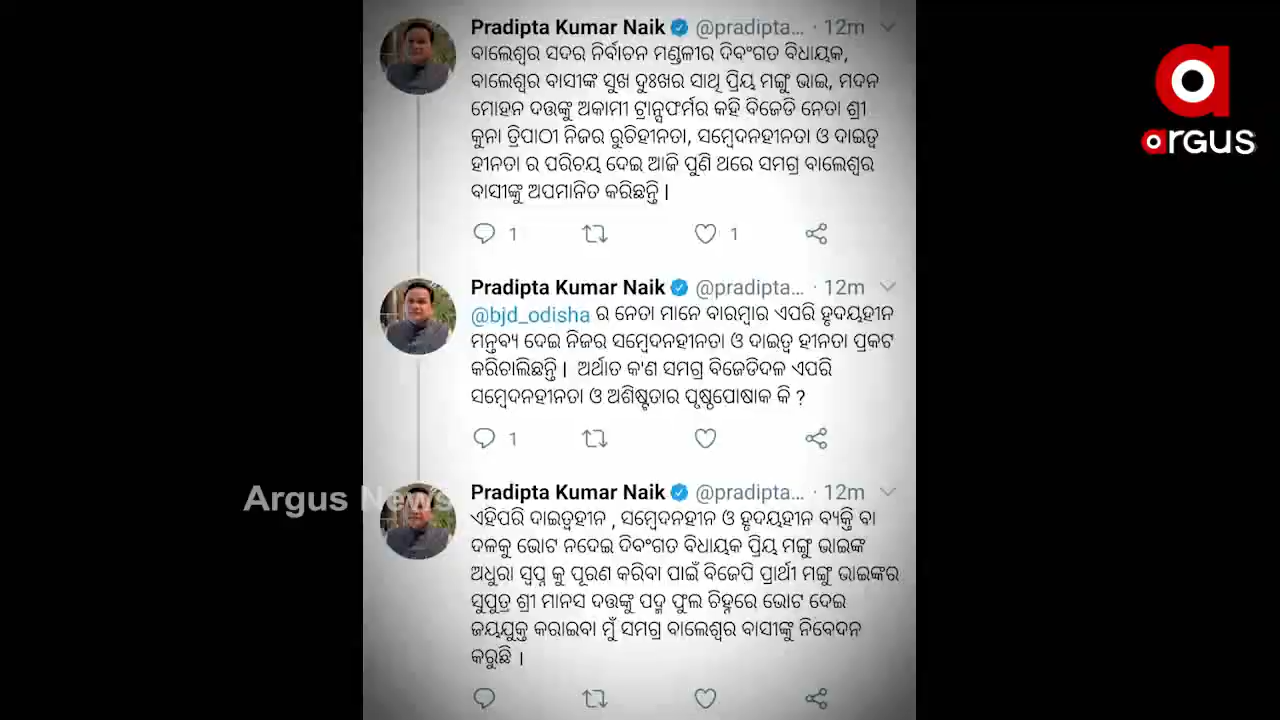 Pradipta Kumar Naik @pradipta... · 12m
ବାଲେଶ୍ୱର ସଦର ନିର୍ବାଚନ ମଣ୍ଡଳୀର ଦିବଂଗତ ବିଧାୟକ,
ବାଲେଶ୍ୱର ବାସୀଙ୍କ ସୁଖ ଦୁଃଖର ସାଥି ପ୍ରିୟ ମଙ୍ଗୁ ଭାଇ, ମଦନ
ମୋହନ ଦତ୍ତଙ୍କୁ ଅକାମୀ ଟ୍ରାନ୍ସଫର୍ମର କହି ବିଜେଡି ନେତା ଶ୍ରୀ
କୁନା ତ୍ରିପାଠୀ ନିଜର ରୁଚିହୀନତା, ସମ୍ବେଦନହୀନତା ଓ ଦାଇତ୍ୱ
ହୀନତା ର ପରିଚୟ ଦେଇ ଆଜି ପୁଣି ଥରେ ସମଗ୍ର ବାଲେଶ୍ୱର
ବାସୀଙ୍କୁ ଅପମାନିତ କରିଛନ୍ତି |
1 1
Pradipta Kumar Naik @pradipta... · 12m
@bjd_odisha ର ନେତା ମାନେ ବାରମ୍ବାର ଏପରି ହୃଦୟହୀନ
ମନ୍ତବ୍ୟ ଦେଇ ନିଜର ସମ୍ବେଦନହୀନତା ଓ ଦାଇତ୍ୱ ହୀନତା ପ୍ରକଟ
କରିଚାଲିଛନ୍ତି | ଅର୍ଥାତ କ'ଣ ସମଗ୍ର ବିଜେଡିଦଳ ଏପରି
ସମ୍ବେଦନହୀନତା ଓ ଅଶିଷ୍ଟତାର ପୃଷ୍ଠପୋଷାକ କି ?
1
Pradipta Kumar Naik @pradipta... · 12m
ଏହିପରି ଦାଇତ୍ୱହୀନ , ସମ୍ବେଦନହୀନ ଓ ହୃଦୟହୀନ ବ୍ୟକ୍ତି ବା
ଦଳକୁ ଭୋଟ ନଦେଇ ଦିବଂଗତ ବିଧାୟକ ପ୍ରିୟ ମଙ୍ଗୁ ଭାଇଙ୍କ
ଅଧୁରା ସ୍ୱପ୍ନ କୁ ପୂରଣ କରିବା ପାଇଁ ବିଜେପି ପ୍ରାର୍ଥୀ ମଙ୍ଗୁ ଭାଇଙ୍କର
ସୁପୁତ୍ର ଶ୍ରୀ ମାନସ ଦତ୍ତଙ୍କୁ ପଦ୍ମ ଫୁଲ ଚିହ୍ନରେ ଭୋଟ ଦେଇ
ଜୟଯୁକ୍ତ କରାଇବା ମୁଁ ସମଗ୍ର ବାଲେଶ୍ୱର ବାସୀଙ୍କୁ ନିବେଦନ
କରୁଛି ।
argus
Argus News